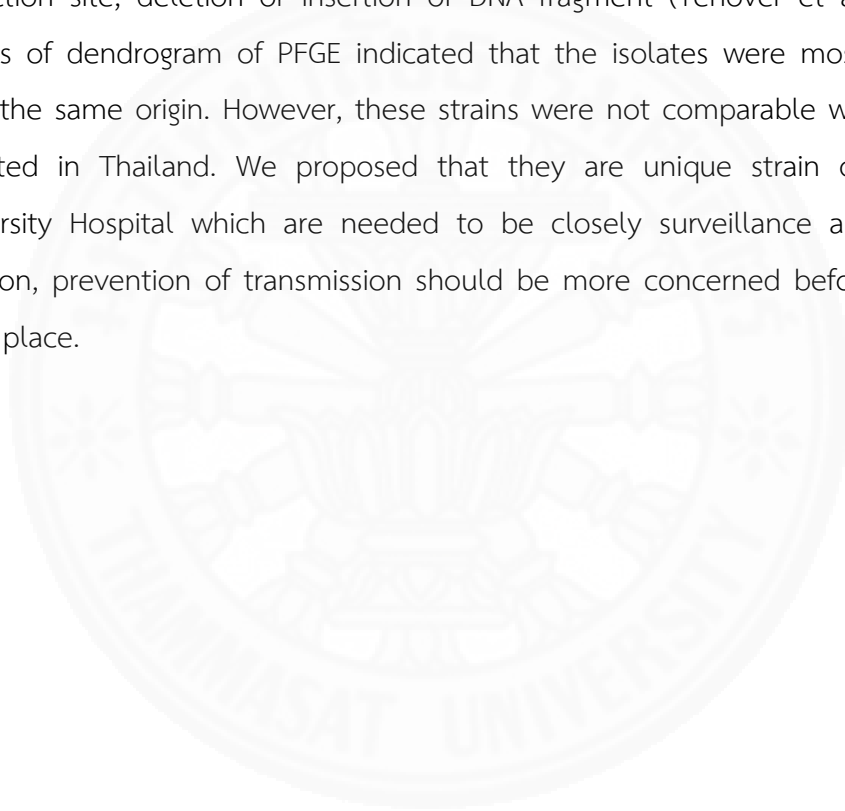 ction site, deletion or insertion of DNA fragment (Tenover et a
s of dendrogram of PFGE indicated that the isolates were mos
the same origin. However, these strains were not comparable w
ted in Thailand. We proposed that they are unique strain o
rsity Hospital which are needed to be closely surveillance a
on, prevention of transmission should be more concerned befo
place.
THAMMASAT UNIVERSITY